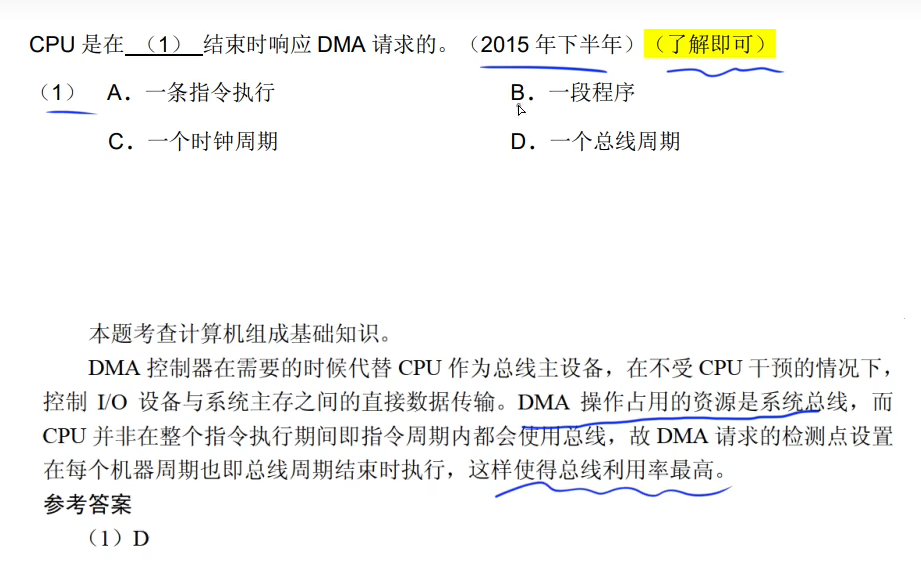 CPU 是在 （1） 结束时响应 DMA 请求的。（2015 年下半年）（了解即可）
（1） A．一条指令执行 B．一段程序
C．一个时钟周期 D．一个总线周期
本题考查计算机组成基础知识。
DMA 控制器在需要的时候代替 CPU 作为总线主设备，在不受 CPU 干预的情况下，
控制 I/O 设备与系统主存之间的直接数据传输。DMA 操作占用的资源是系统总线，而
CPU 并非在整个指令执行期间即指令周期内都会使用总线，故 DMA 请求的检测点设置
在每个机器周期也即总线周期结束时执行，这样使得总线利用率最高。
参考答案
（1）D